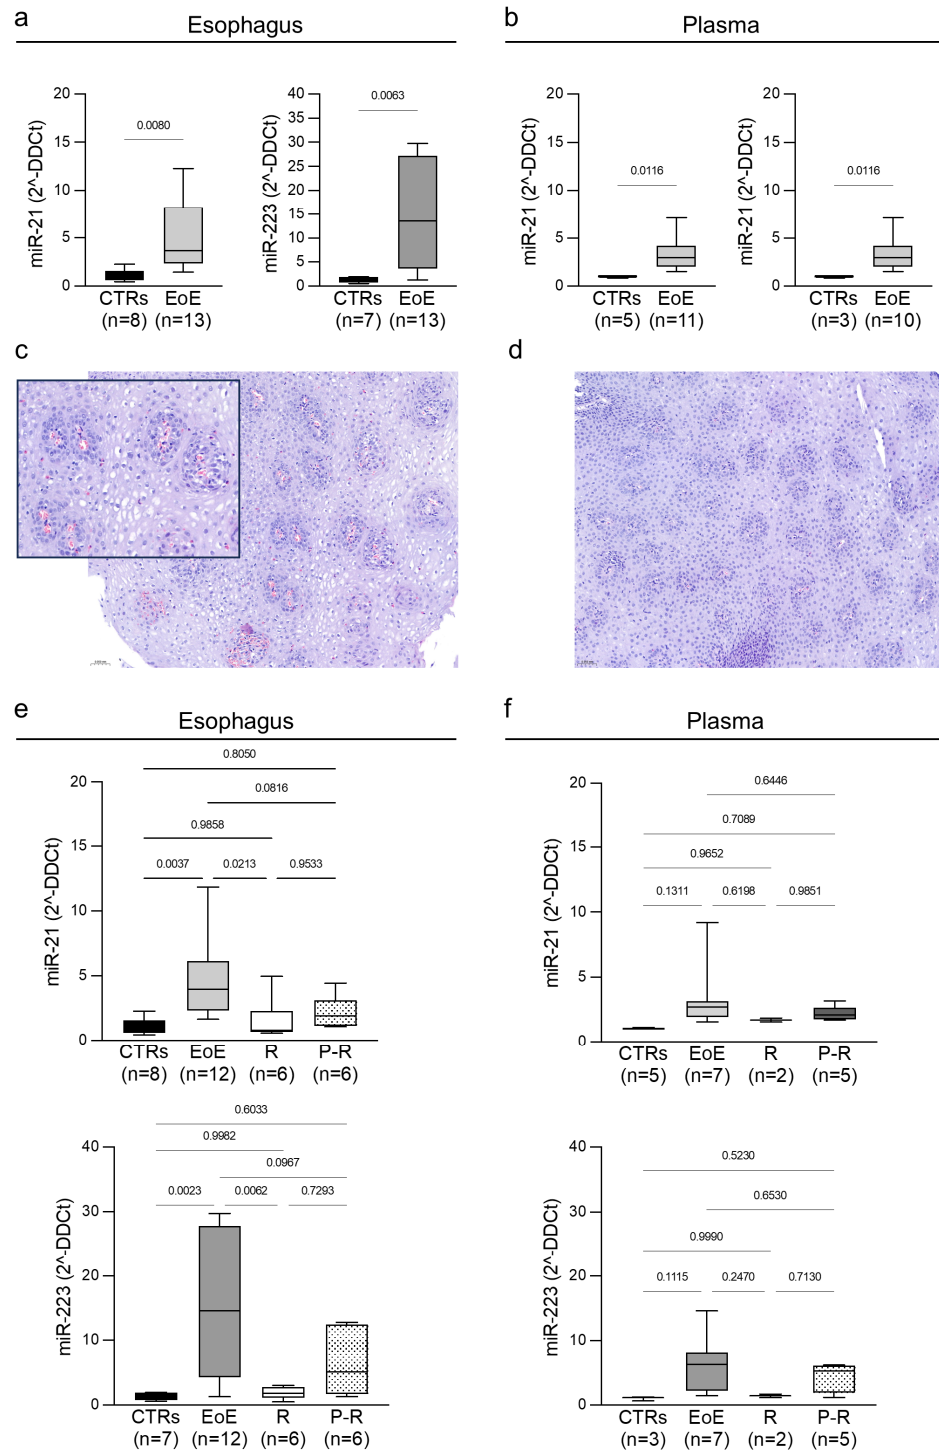 a
Esophagus
b
Plasma
miR-21 (2^-DDCt)
20
15
10
5
0
0.0080
CTRs EoE
(n=8) (n=13)
miR-223 (2^-DDCt)
40
35
30
25
20
15
10
5
0
0.0063
CTRs EoE
(n=7) (n=13)
miR-21 (2^-DDCt)
20
15
10
5
0
0.0116
CTRs EoE
(n=5) (n=11)
miR-21 (2^-DDCt)
20
15
10
5
0
0.0116
CTRs EoE
(n=3) (n=10)
c
d
e
Esophagus
f
Plasma
miR-21 (2^-DDCt)
20
15
10
5
0
0.8050
0.0816
0.9858
0.0037 0.0213 0.9533
CTRs EoE R P-R
(n=8) (n=12) (n=6) (n=6)
miR-21 (2^-DDCt)
20
15
10
5
0
0.6446
0.7089
0.9652
0.1311 0.6198 0.9851
CTRs EoE R P-R
(n=5) (n=7) (n=2) (n=5)
miR-223 (2^-DDCt)
40
30
20
10
0
0.6033
0.9982
0.0967
0.0023 0.0062 0.7293
CTRs EoE R P-R
(n=7) (n=12) (n=6) (n=6)
miR-223 (2^-DDCt)
40
30
20
10
0
0.5230
0.6530
0.9990
0.1115 0.2470 0.7130
CTRs EoE R P-R
(n=3) (n=7) (n=2) (n=5)